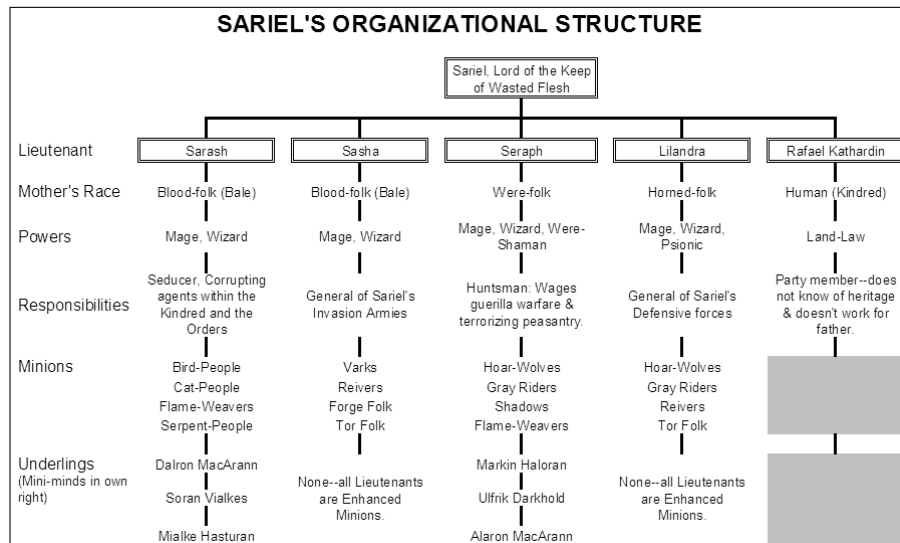 SARIEL'S ORGANIZATIONAL STRUCTURE
Sariel, Lord of the Keep
of Wasted Flesh
Lieutenant
Sarash
Sasha
Seraph
Lilandra
Rafael Kathardin
Mother's Race
Blood-folk (Bale)
Blood-folk (Bale)
Were-folk
Horned-folk
Human (Kindred)
Powers
Mage, Wizard
Mage, Wizard
Mage, Wizard, Were-
Shaman
Mage, Wizard,
Psionic
Land-Law
Responsibilities
Seducer, Corrupting
agents within the
Kindred and the
Orders
General of Sariel's
Invasion Armies
Huntsman: Wages
guerilla warfare &
terrorizing peasantry.
General of Sariel's
Defensive forces
Party member--does
not know of heritage
& doesn't work for
father.
Minions
Bird-People
Cat-People
Flame-Weavers
Serpent-People
Varks
Reivers
Forge Folk
Tor Folk
Hoar-Wolves
Gray Riders
Shadows
Flame-Weavers
Hoar-Wolves
Gray Riders
Reivers
Tor Folk
Underlings
(Mini-minds in own
right)
Dalron MacArann
Soran Vialkes
Mialke Hasturan
None--all Lieutenants
are Enhanced
Minions.
Markin Haloran
Ulfrik Darkhold
Alaron MacArann
None--all Lieutenants
are Enhanced
Minions.